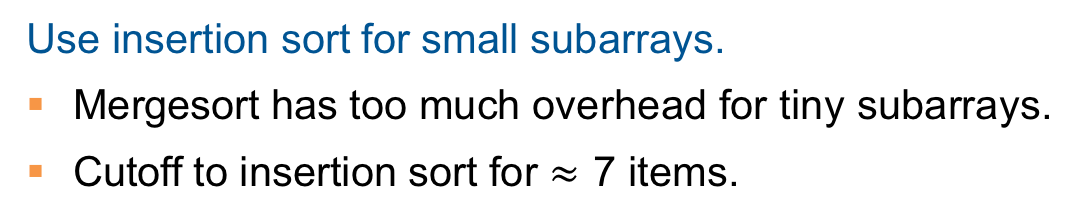 Use insertion sort for small subarrays.
▪ Mergesort has too much overhead for tiny subarrays.
▪ Cutoff to insertion sort for ≈ 7 items.